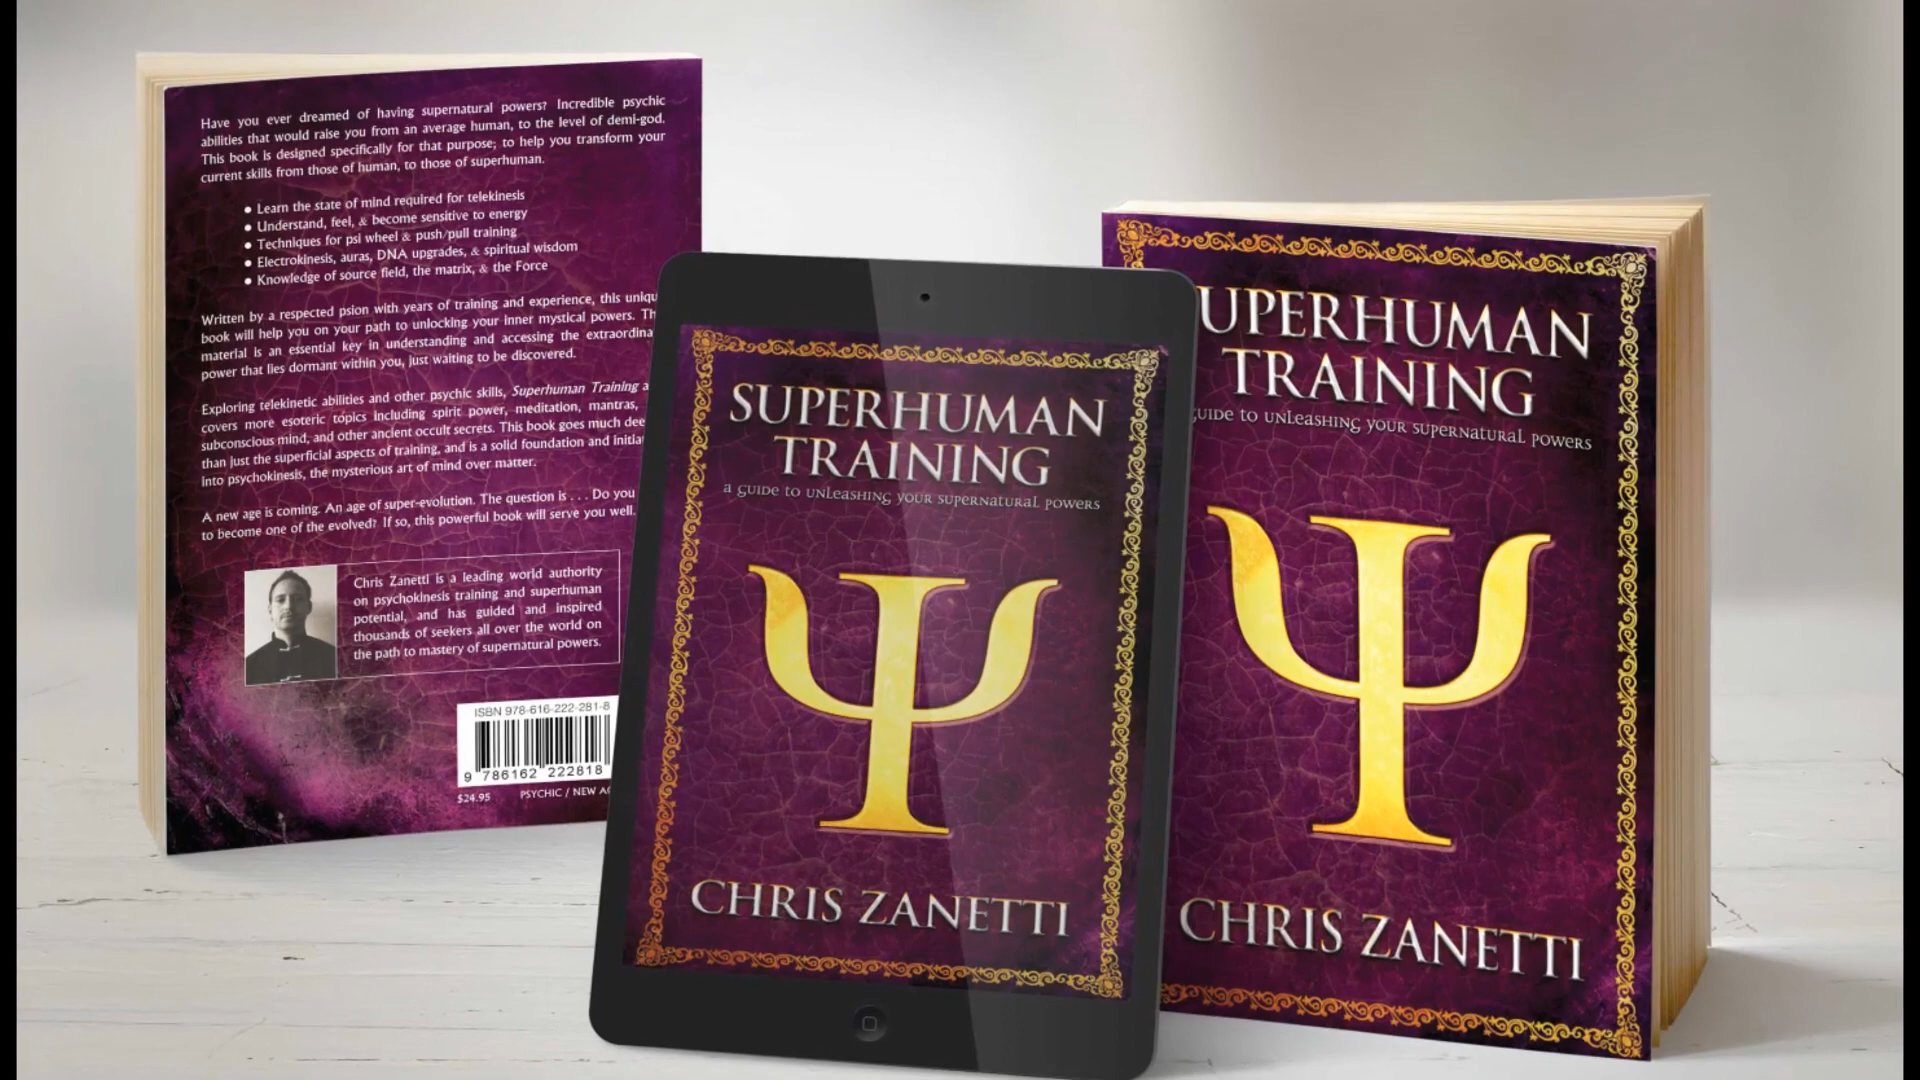 Have you ever dreamed of having supernatural powers? Incredible psychic
abilities that would raise you from an average human, to the level of demi-god.
This book is designed specifically for that purpose; to help you transform your
current skills from those of human, to those of superhuman.
• Learn the state of mind required for telekinesis
• Understand, feel, & become sensitive to energy
• Techniques for psi wheel & push/pull training
• Electrokinesis, auras, DNA upgrades, & spiritual wisdom
• Knowledge of source field, the matrix, & the Force
Written by a respected psion with years of training and experience, this uniqu
book will help you on your path to unlocking your inner mystical powers. Th
material is an essential key in understanding and accessing the extraordina
power that lies dormant within you, just waiting to be discovered.
Exploring telekinetic abilities and other psychic skills, Superhuman Training a
covers more esoteric topics including spirit power, meditation, mantras,
subconscious mind, and other ancient occult secrets. This book goes much dee
than just the superficial aspects of training, and is a solid foundation and initia
into psychokinesis, the mysterious art of mind over matter.
A new age is coming. An age of super-evolution. The question is . . . Do you
to become one of the evolved? If so, this powerful book will serve you well.
Chris Zanetti is a leading world authority
on psychokinesis training and superhuman
potential, and has guided and inspired
thousands of seekers all over the world on
the path to mastery of supernatural powers.
ISBN 978-616-222-281-8
9 786162 222818
$24.95 PSYCHIC / NEW AG
SUPERHUMAN
TRAINING
a GUIDE TO UNLEASHING YOUR SUPERNATURAL POWERS
Ψ
CHRIS ZANETTI
UPERHUMAN
TRAINING
GUIDE TO UNLEASHING YOUR SUPERNATURAL POWERS
Ψ
CHRIS ZANETTI